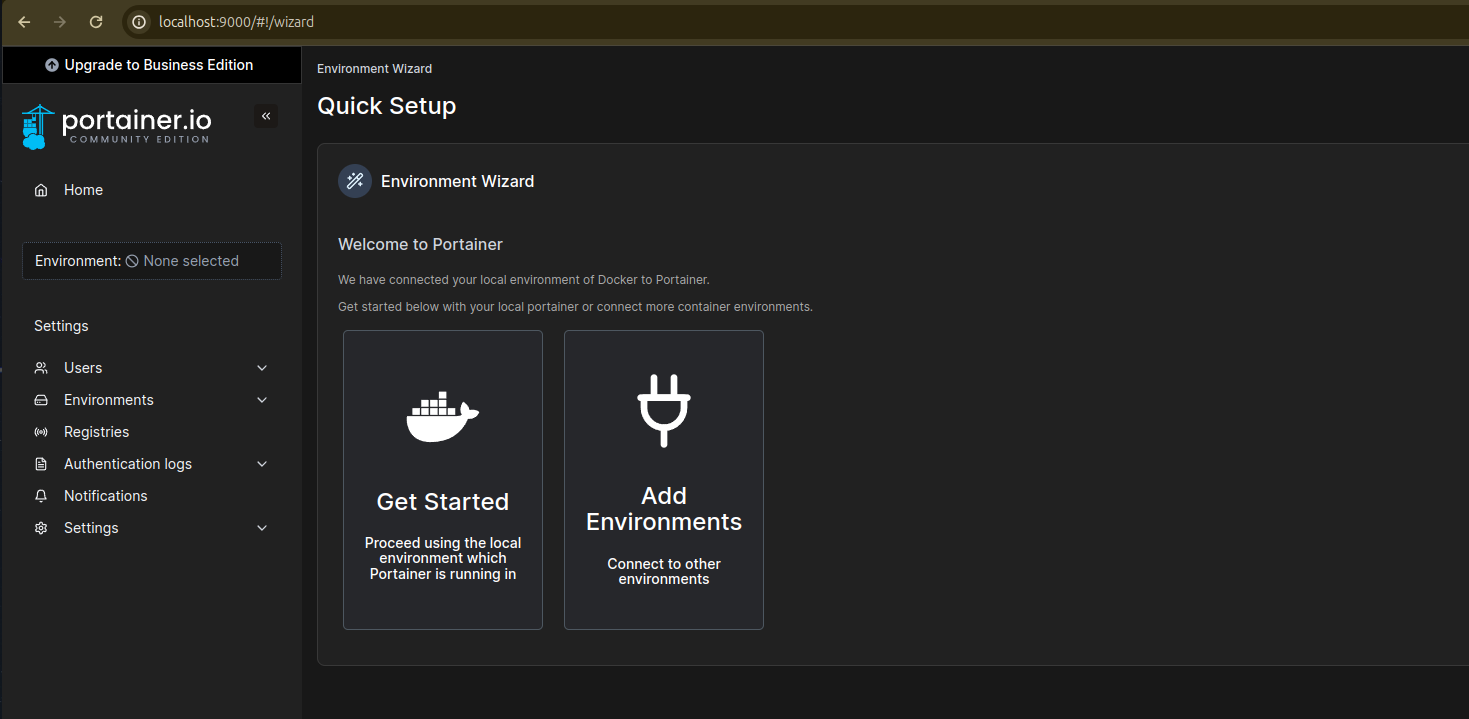 localhost:9000/#!/wizard
Upgrade to Business Edition
portainer.io
COMMUNITY EDITION
Home
Environment: None selected
Settings
Users
Environments
Registries
Authentication logs
Notifications
Settings
Environment Wizard
Quick Setup
Environment Wizard
Welcome to Portainer
We have connected your local environment of Docker to Portainer.
Get started below with your local portainer or connect more container environments.
Get Started
Proceed using the local
environment which
Portainer is running in
Add
Environments
Connect to other
environments